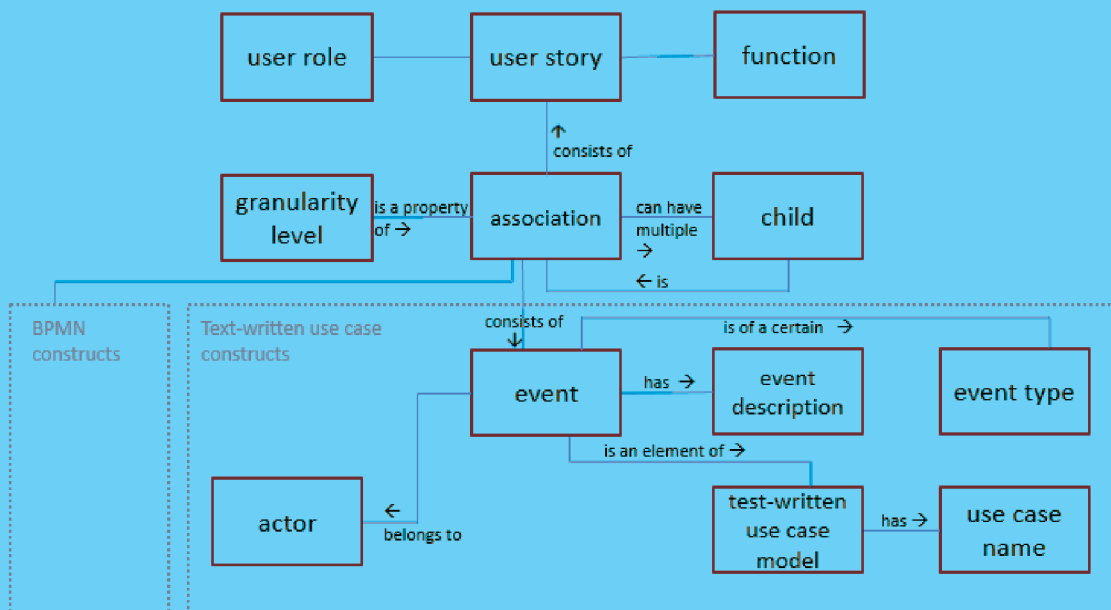 user role
user story
function
↑
consists of
granularity
level
is a property
of →
association
can have
multiple
→
child
← is
BPMN
constructs
Text-written use case
constructs
consists of
↓
is of a certain →
event
has →
event
description
event type
is an element of →
actor
←
belongs to
test-written
use case
model
has →
use case
name